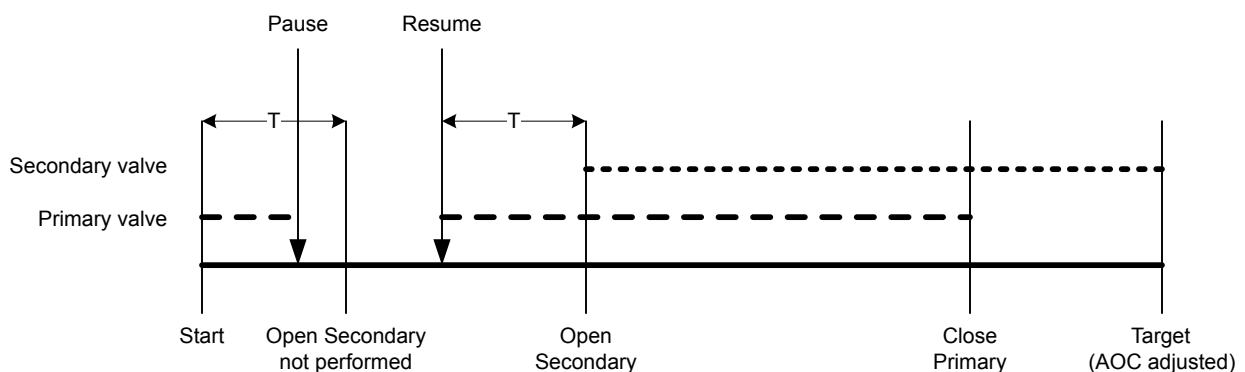 Pause
Resume
T
T
Secondary valve
Primary valve
Start
Open Secondary
not performed
Open
Secondary
Close
Primary
Target
(AOC adjusted)